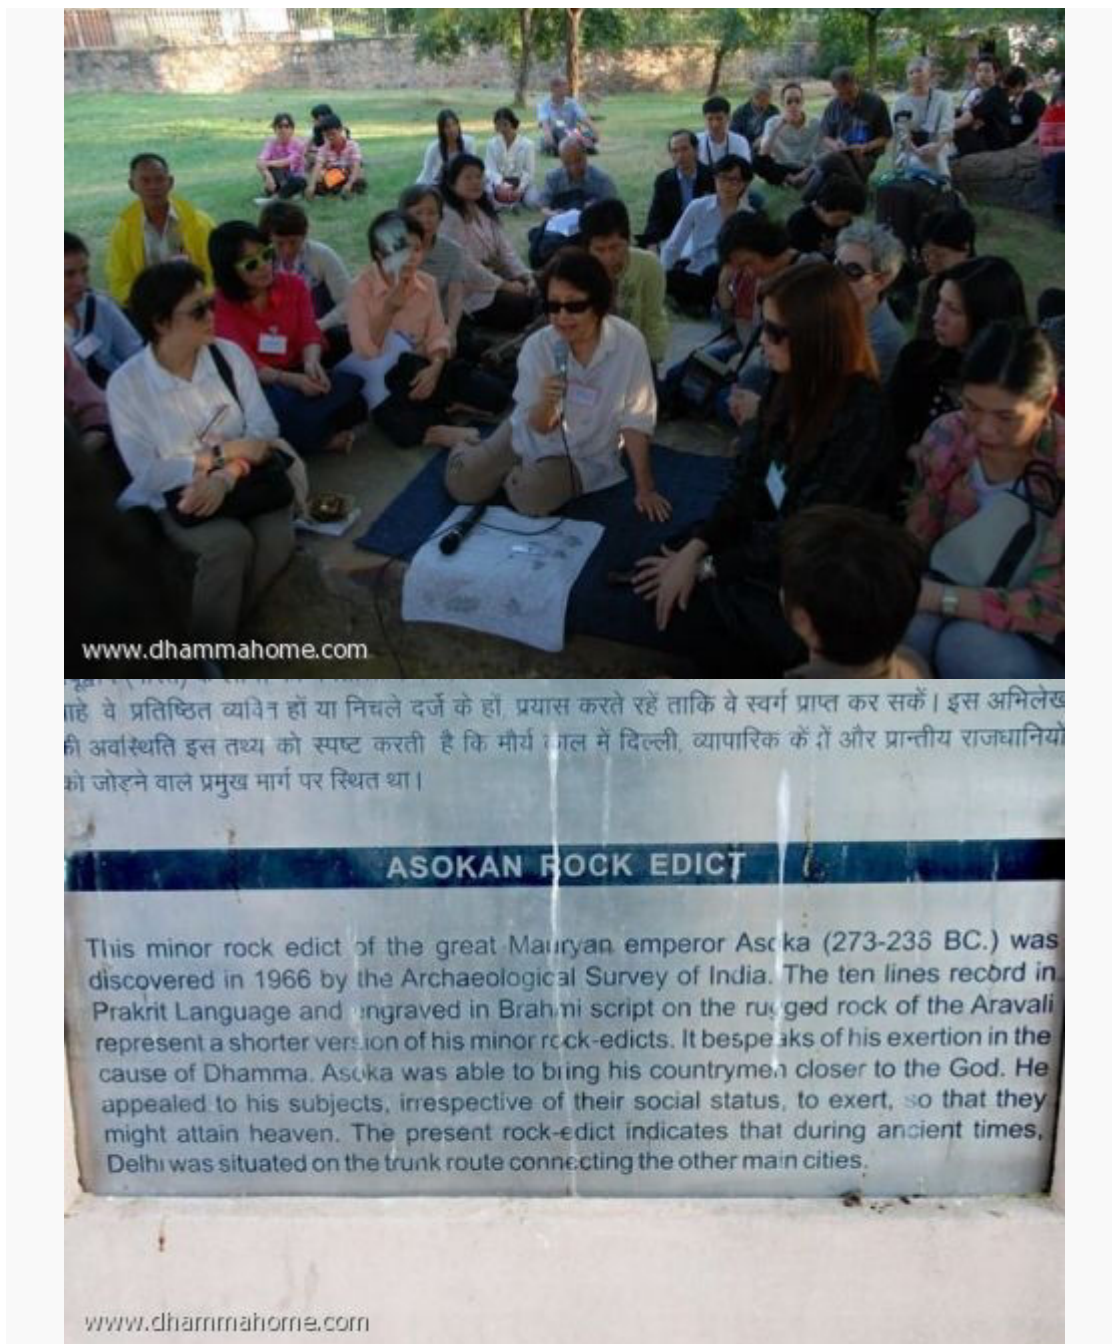 www.dhammahome.com
वे प्रतिष्ठित हों या निचले दर्जे के हों, प्रयास करते रहें ताकि वे स्वर्ग प्राप्त कर सकें। इस अभिलेख
अवस्थिति इस तथ्य को स्पष्ट करती है कि मौर्य में दिल्ली, व्यापारिक और प्रान्तीय राजधानियों
को जोड़ने वाले प्रमुख मार्ग पर स्थित था।
ASOKAN ROCK EDICT
This minor rock edict of the great Mauryan emperor Asoka (273-236 BC.) was
discovered in 1966 by the Archaeological Survey of India. The ten lines record in
Prakrit Language and engraved in Brahmi script on the rugged rock of the Aravali
represent a shorter version of his minor rock-edicts. It bespeaks of his exertion in the
cause of Dhamma. Asoka was able to bring his countrymen closer to the God. He
appealed to his subjects, irrespective of their social status, to exert, so that they
might attain heaven. The present rock-edict indicates that during ancient times,
Delhi was situated on the trunk route connecting the other main cities.
www.dhammahome.com